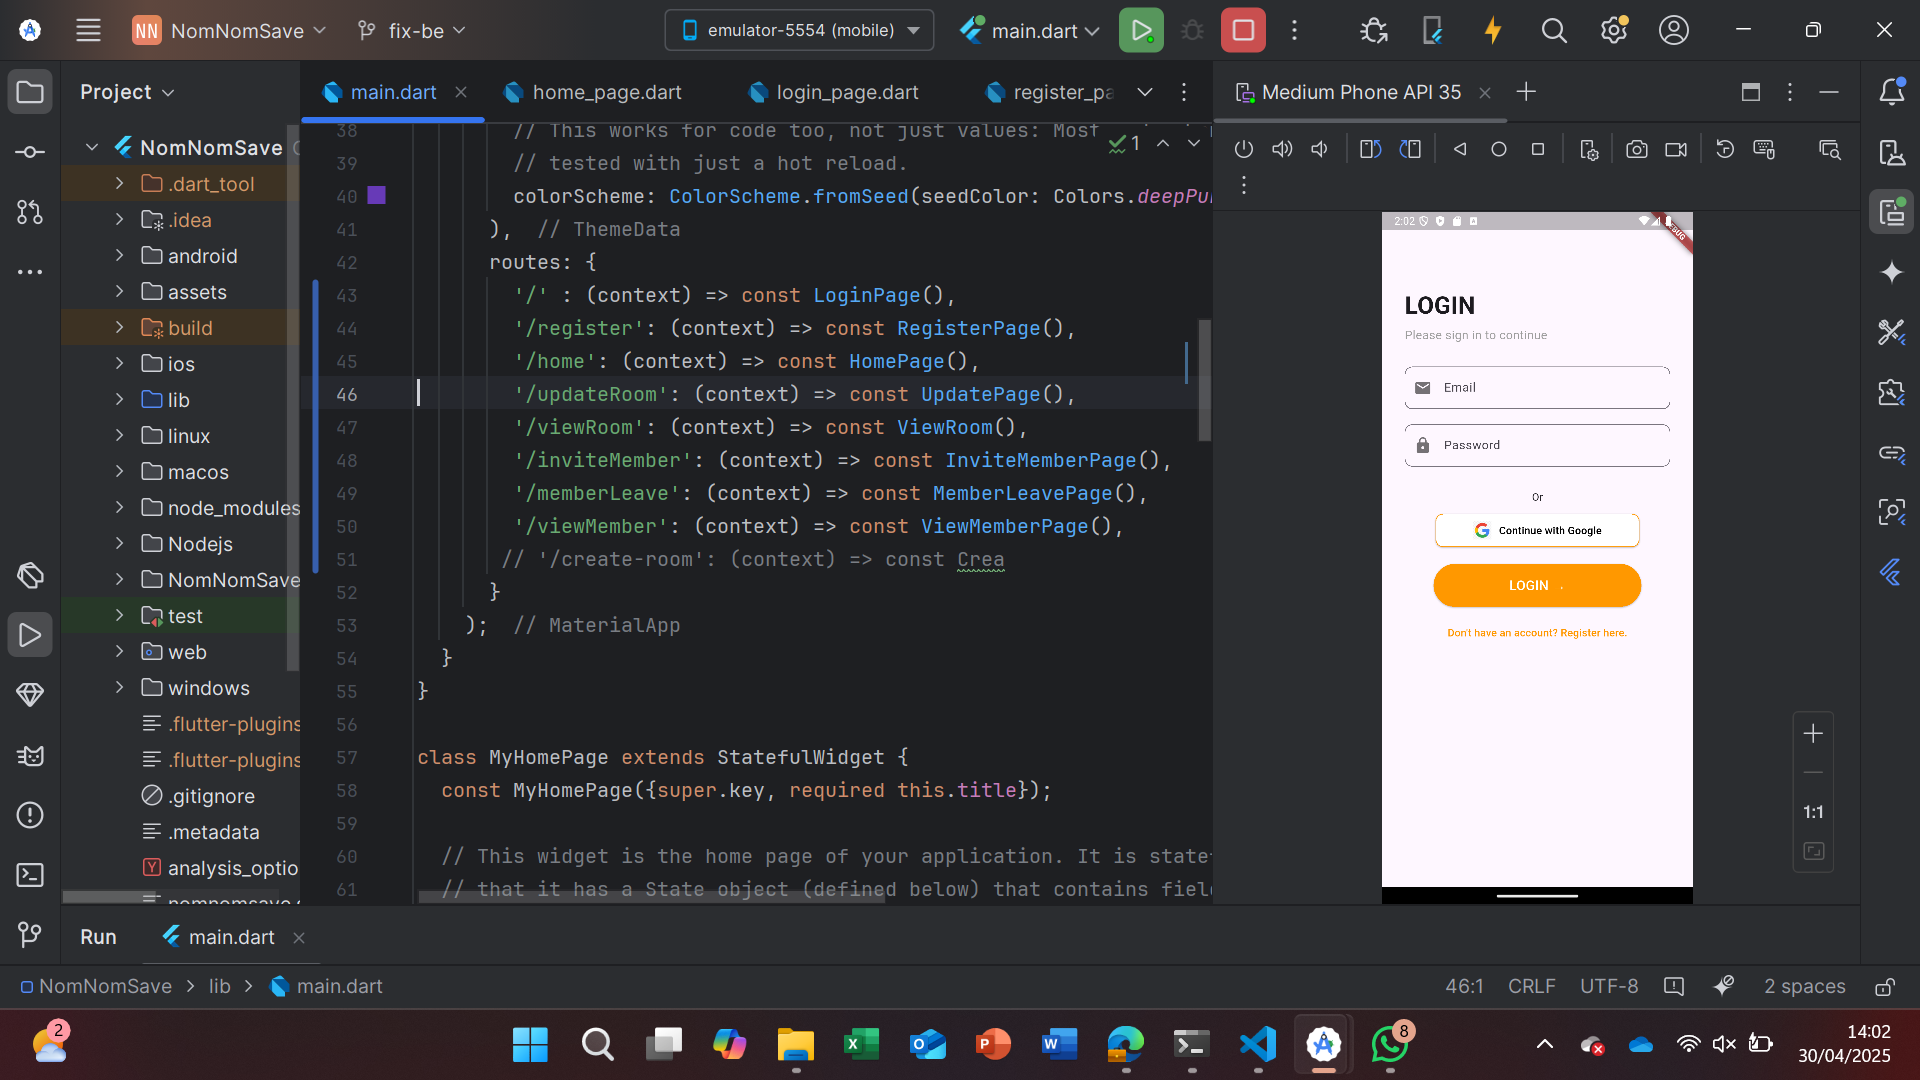 NN NomNomSave fix-be emulator-5554 (mobile) main.dart
Project
main.dart home_page.dart login_page.dart register_pa
Medium Phone API 35
NomNomSave
.dart_tool
.idea
android
assets
build
ios
lib
linux
macos
node_modules
Nodejs
NomNomSave
test
web
windows
.flutter-plugins
.flutter-plugins
.gitignore
.metadata
analysis_optio
38 // This works for code too, not just values: Most
1
39 // tested with just a hot reload.
40 colorScheme: ColorScheme.fromSeed(seedColor: Colors.deepPur
41 ), // ThemeData
42 routes: {
43 '/' : (context) => const LoginPage(),
44 '/register': (context) => const RegisterPage(),
45 '/home': (context) => const HomePage(),
46 '/updateRoom': (context) => const UpdatePage(),
47 '/viewRoom': (context) => const ViewRoom(),
48 '/inviteMember': (context) => const InviteMemberPage(),
49 '/memberLeave': (context) => const MemberLeavePage(),
50 '/viewMember': (context) => const ViewMemberPage(),
51 // '/create-room': (context) => const Crea
52 }
53 ); // MaterialApp
54 }
55 }
56
57 class MyHomePage extends StatefulWidget {
58 const MyHomePage({super.key, required this.title});
59
60 // This widget is the home page of your application. It is statef
61 // that it has a State object (defined below) that contains field
2:02
LOGIN
Please sign in to continue
Email
Password
Or
G Continue with Google
LOGIN
Don't have an account? Register here.
1:1
Run main.dart
NomNomSave > lib > main.dart
46:1 CRLF UTF-8 2 spaces
2
8
14:02
30/04/2025